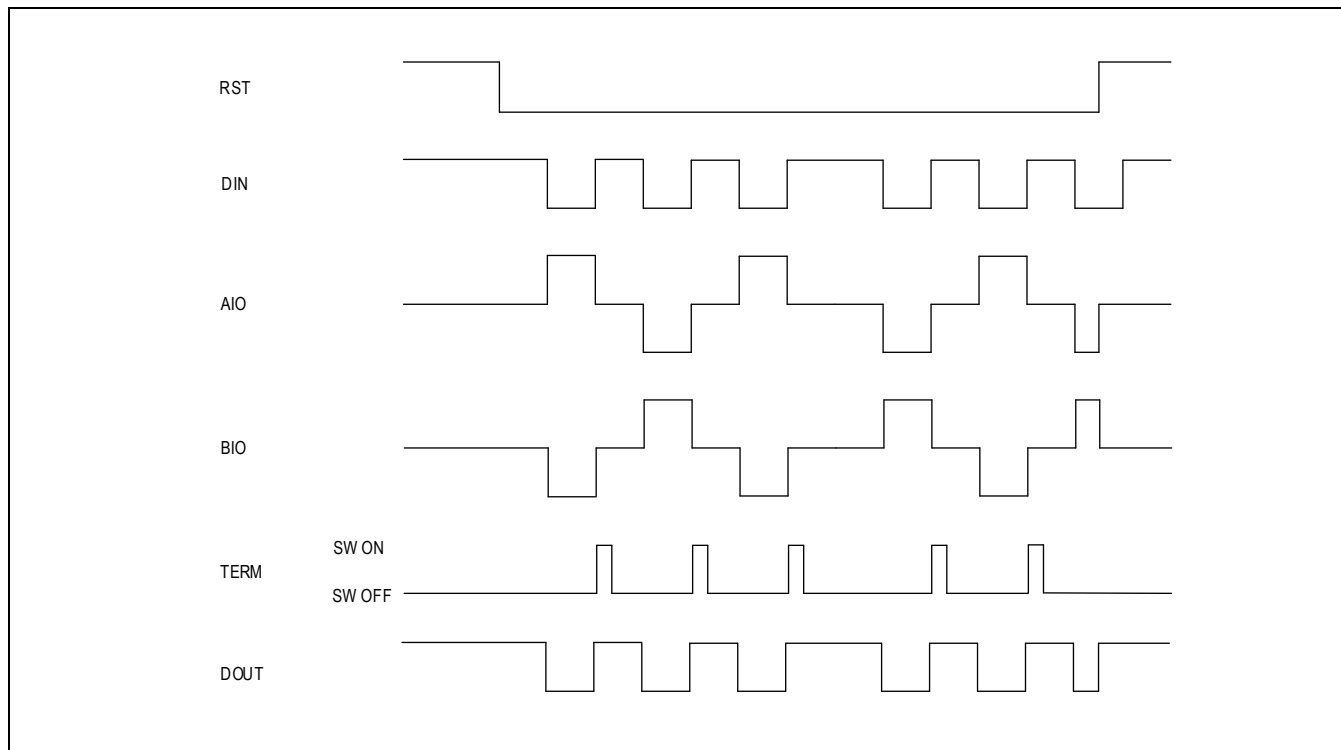 RST
DIN
AIO
BIO
SW ON
TERM
SW OFF
DOUT